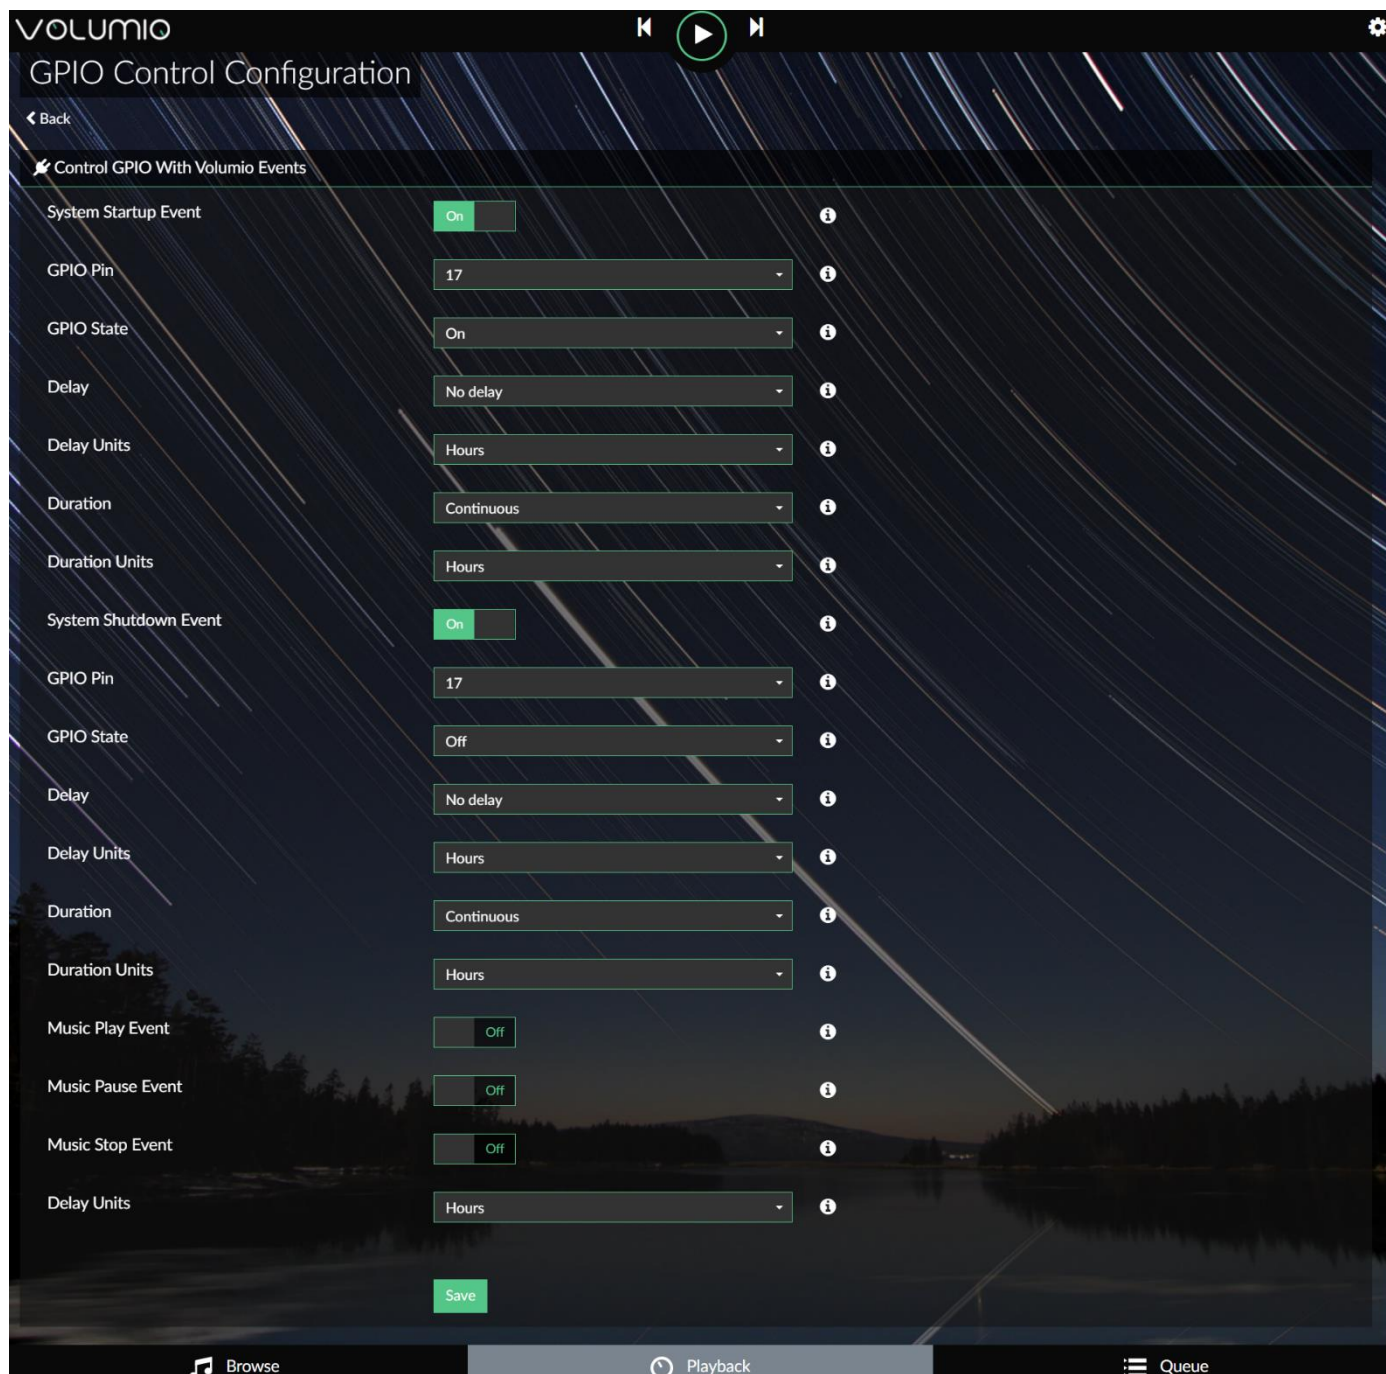 VOLUMIO
GPIO Control Configuration
Back
Control GPIO With Volumio Events
System Startup Event On
GPIO Pin 17
GPIO State On
Delay No delay
Delay Units Hours
Duration Continuous
Duration Units Hours
System Shutdown Event On
GPIO Pin 17
GPIO State Off
Delay No delay
Delay Units Hours
Duration Continuous
Duration Units Hours
Music Play Event Off
Music Pause Event Off
Music Stop Event Off
Delay Units Hours
Save
Browse Playback Queue